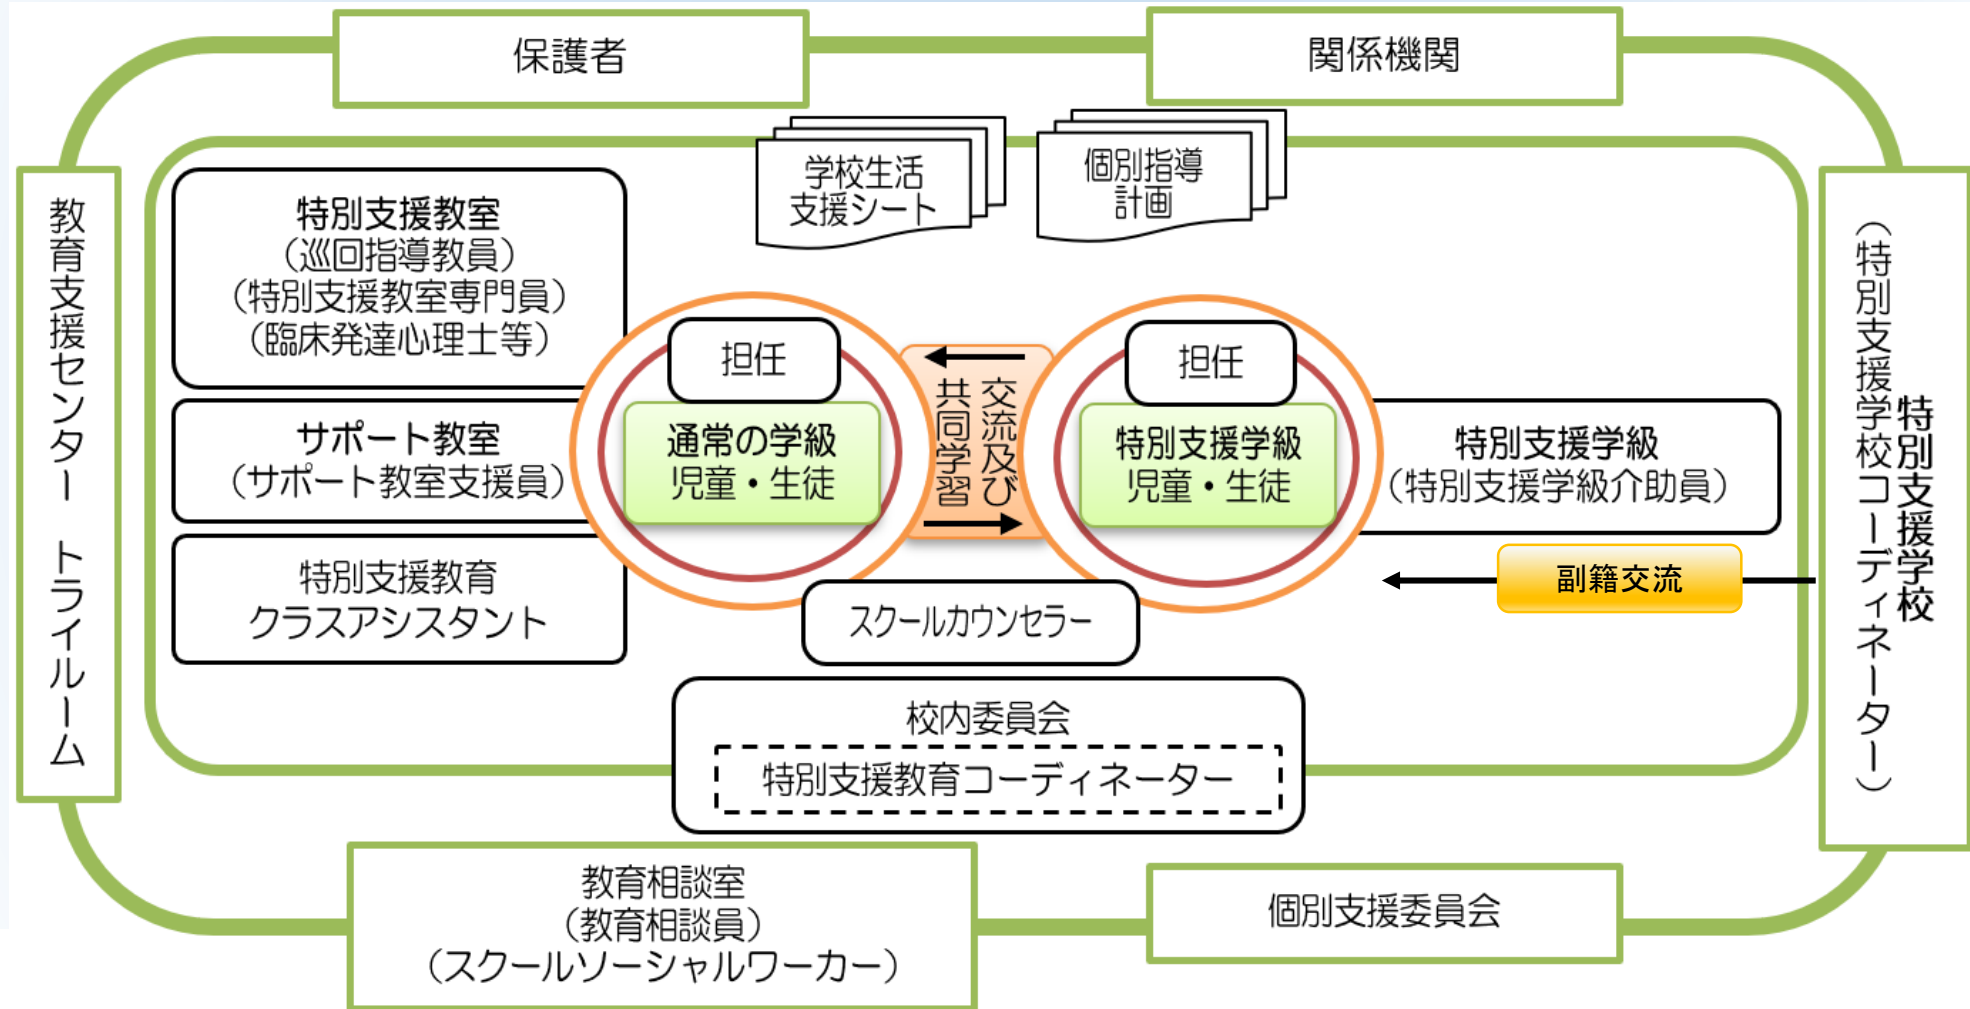 保護者
関係機関
学校生活
支援シート
個別指導
計画
教育支援センター　トライルーム
特別支援教室
（巡回指導教員）
（特別支援教室専門員）
（臨床発達心理士等）
サポート教室
（サポート教室支援員）
特別支援教育
クラスアシスタント
担任
通常の学級
児童・生徒
交流及び
共同学習
担任
特別支援学級
児童・生徒
特別支援学級
（特別支援学級介助員）
副籍交流
特別支援学校
（特別支援学校コーディネーター）
スクールカウンセラー
校内委員会
特別支援教育コーディネーター
教育相談室
（教育相談員）
（スクールソーシャルワーカー）
個別支援委員会